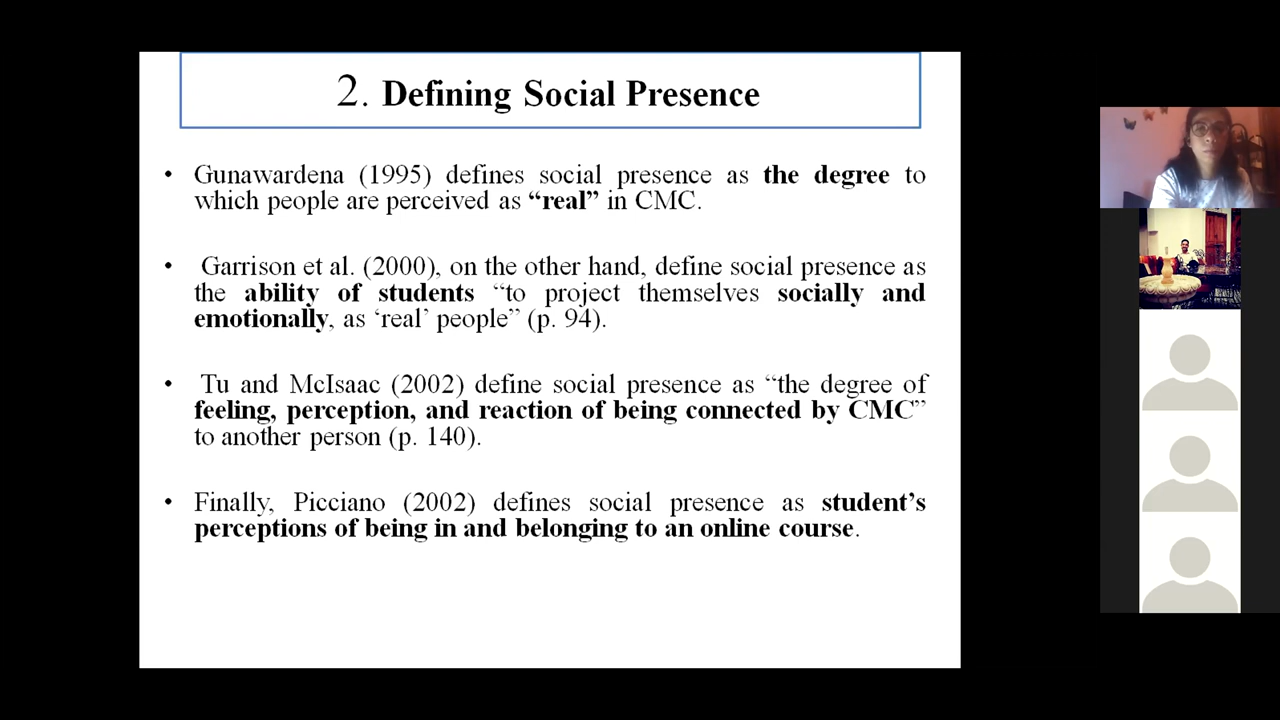 2. Defining Social Presence
• Gunawardena (1995) defines social presence as the degree to
which people are perceived as “real” in CMC.
• Garrison et al. (2000), on the other hand, define social presence as
the ability of students “to project themselves socially and
emotionally, as ‘real’ people” (p. 94).
• Tu and McIsaac (2002) define social presence as “the degree of
feeling, perception, and reaction of being connected by CMC”
to another person (p. 140).
• Finally, Picciano (2002) defines social presence as student’s
perceptions of being in and belonging to an online course.